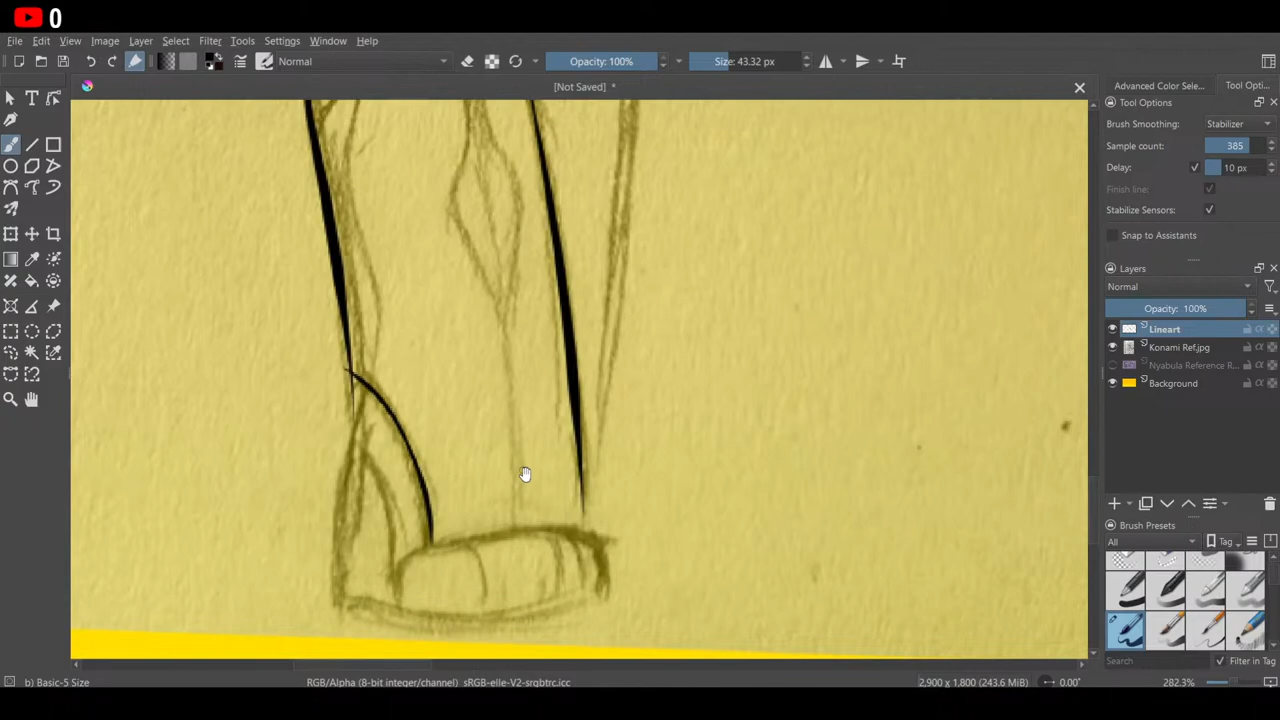 0
File Edit View Image Layer Select Filter Tools Settings Window Help
Normal Opacity: 100% Size: 43.32 px
[Not Saved] *
Advanced Color Sele... Tool Opti...
Tool Options
Brush Smoothing: Stabilizer
Sample count: 385
Delay: 10 px
Finish line:
Stabilize Sensors:
Snap to Assistants
Layers
Normal
Opacity: 100%
Lineart
Konami Ref.jpg
Nyabula Reference R...
Background
Brush Presets
All Tag
Search Filter in Tag
b) Basic-5 Size RGB/Alpha (8-bit integer/channel) sRGB-elle-V2-srgbtrc.icc 2,900 x 1,800 (243.6 MiB) 0.00° 282.3%